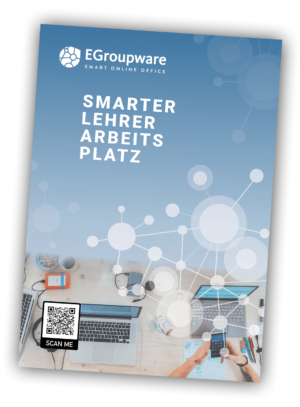 EGroupware
SMART ONLINE OFFICE
SMARTER
LEHRER
ARBEITS
PLATZ
SCAN ME